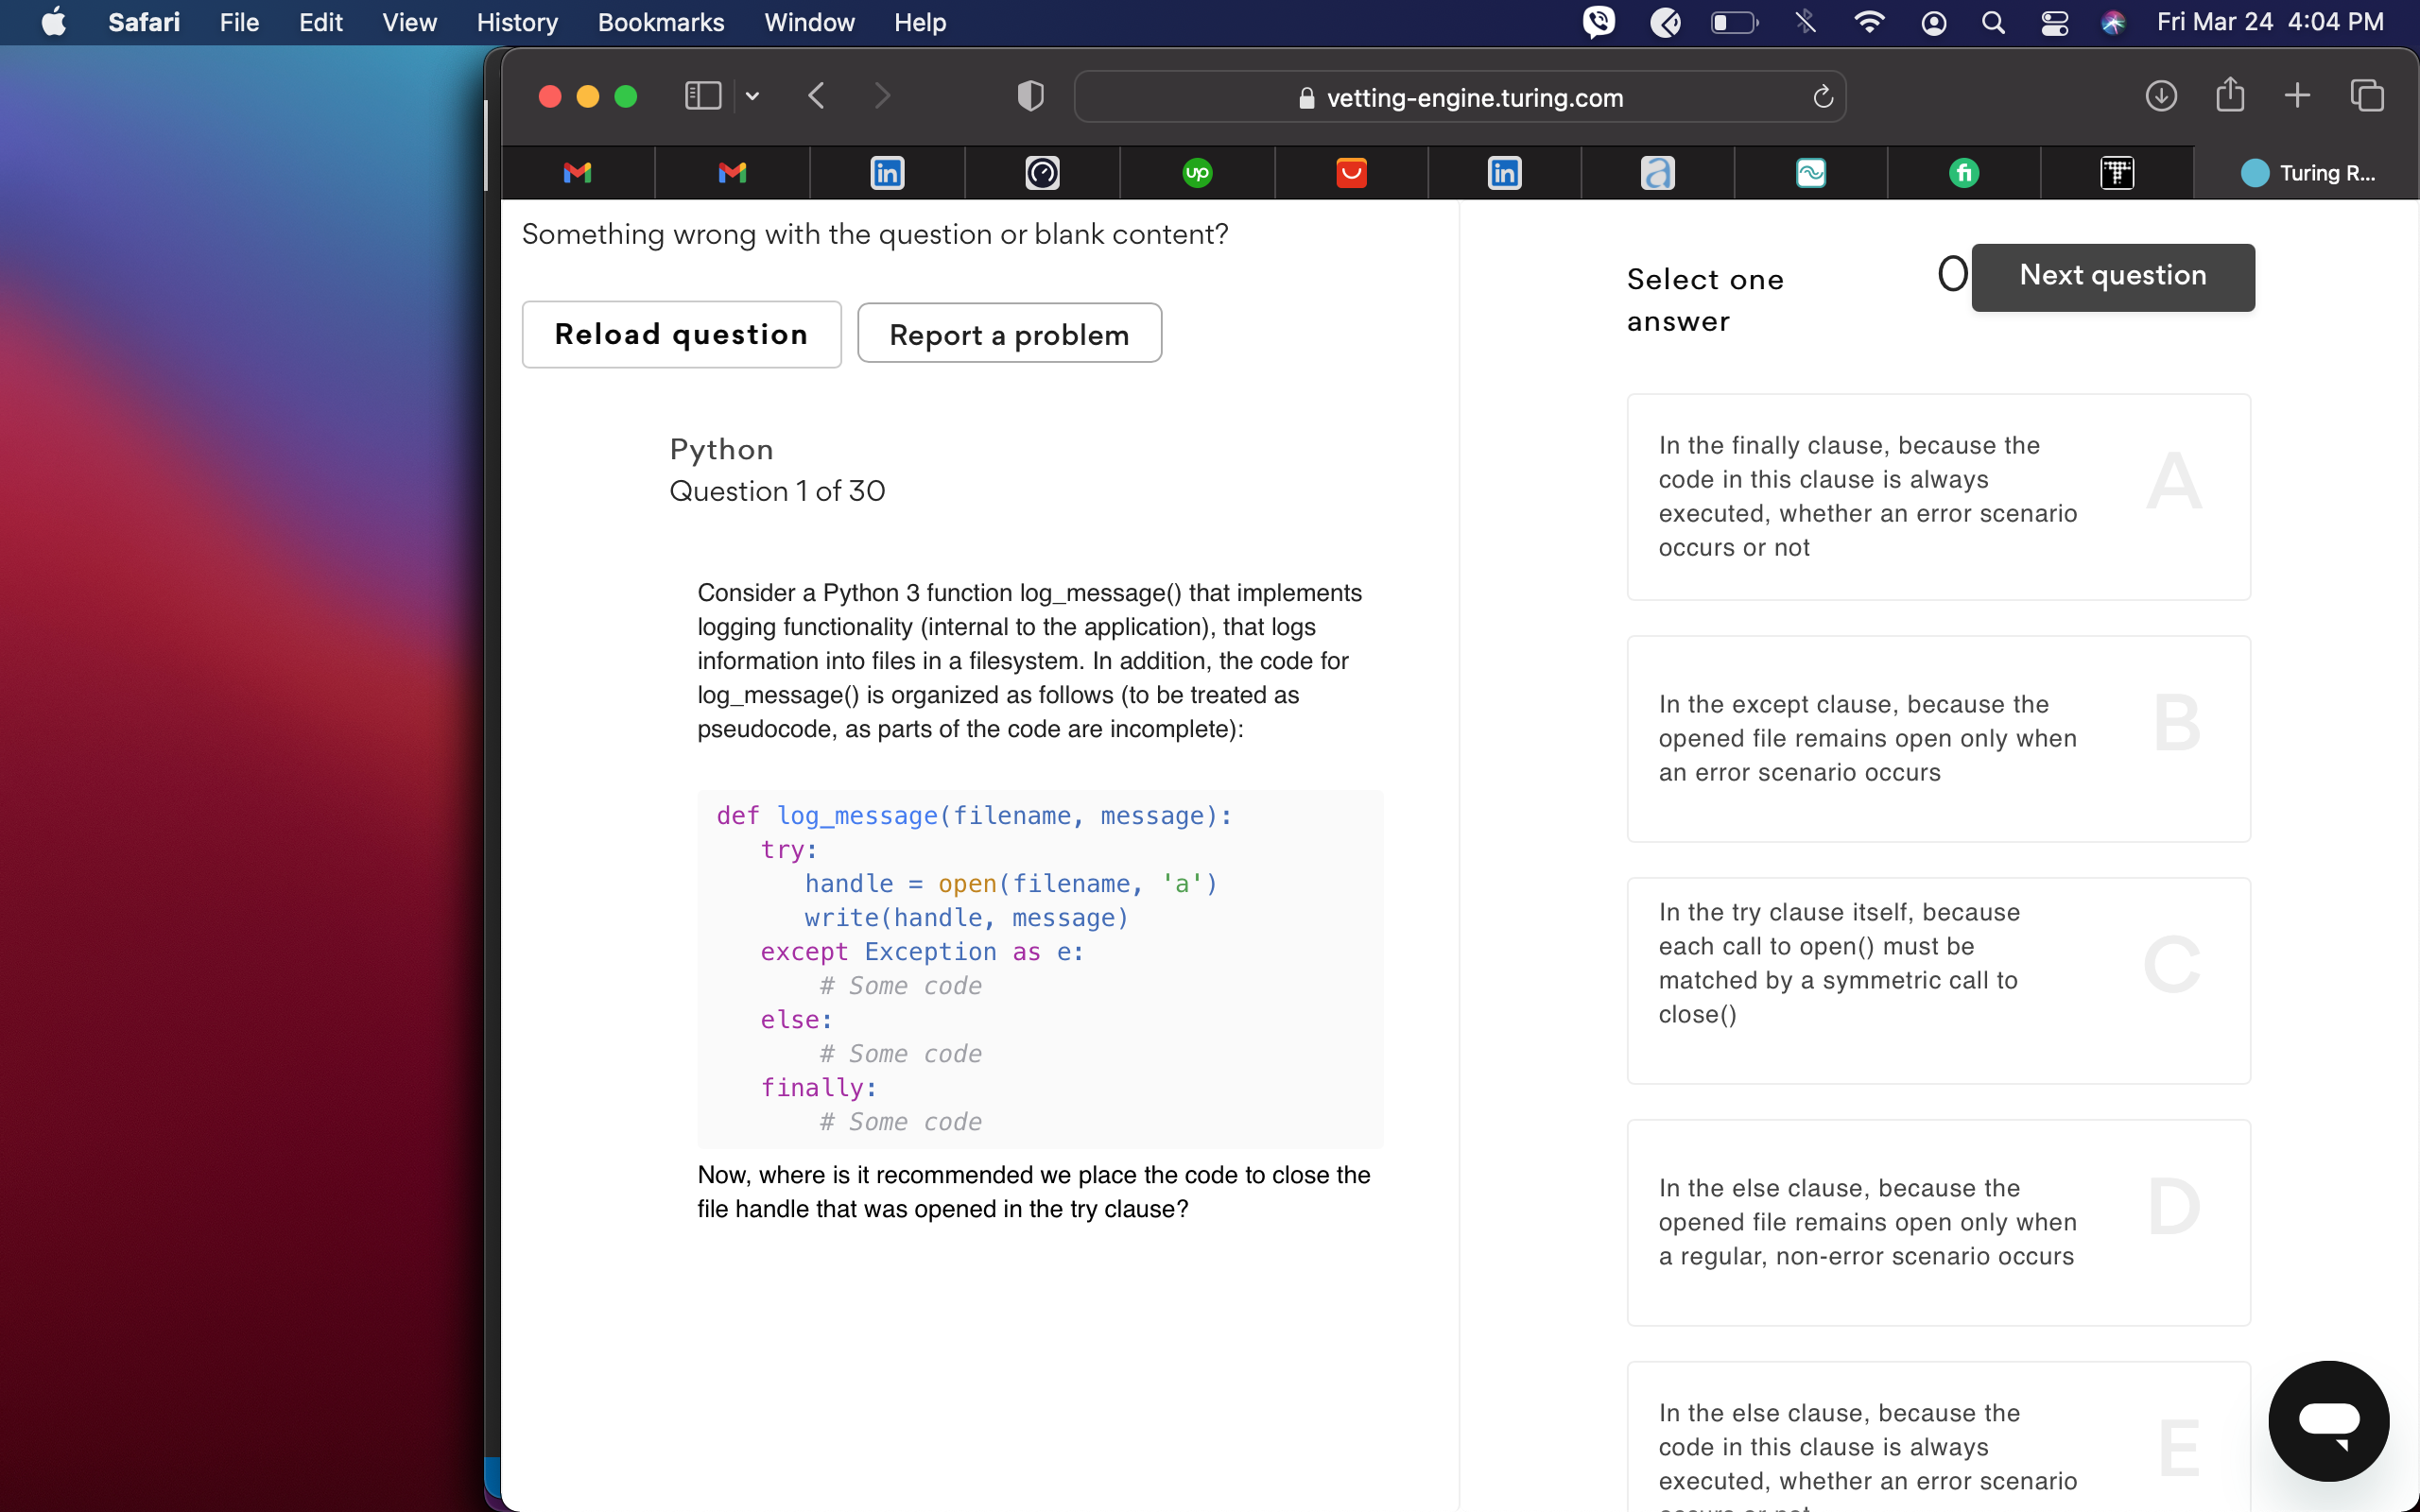 Safari File Edit View History Bookmarks Window Help Fri Mar 24 4:04 PM
vetting-engine.turing.com
Turing R...
Something wrong with the question or blank content?
Reload question Report a problem
Python
Question 1 of 30
Consider a Python 3 function log_message() that implements
logging functionality (internal to the application), that logs
information into files in a filesystem. In addition, the code for
log_message() is organized as follows (to be treated as
pseudocode, as parts of the code are incomplete):
def log_message(filename, message):
try:
handle = open(filename, 'a')
write(handle, message)
except Exception as e:
# Some code
else:
# Some code
finally:
# Some code
Now, where is it recommended we place the code to close the
file handle that was opened in the try clause?
Select one
answer
0 Next question
In the finally clause, because the
code in this clause is always
executed, whether an error scenario
occurs or not
A
In the except clause, because the
opened file remains open only when
an error scenario occurs
B
In the try clause itself, because
each call to open() must be
matched by a symmetric call to
close()
C
In the else clause, because the
opened file remains open only when
a regular, non-error scenario occurs
D
In the else clause, because the
code in this clause is always
executed, whether an error scenario
E